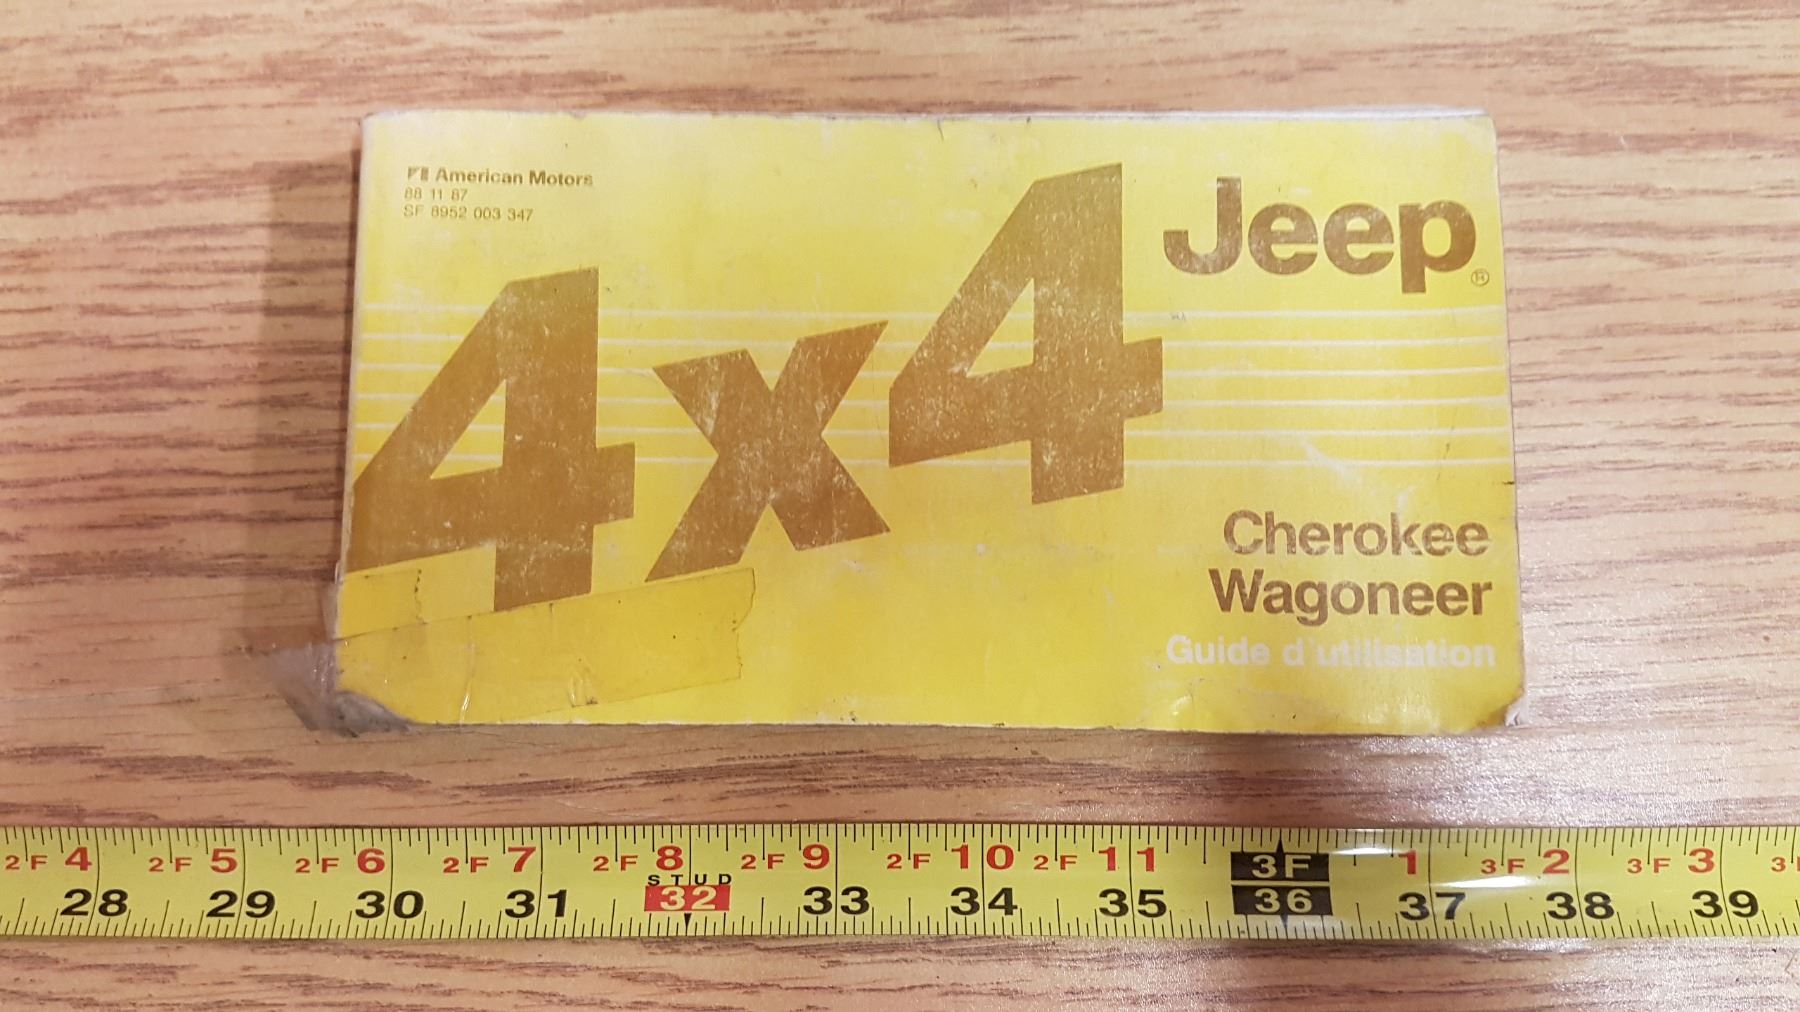 American Motors
88 11 87
SF 8952 003 347
4x4
Jeep®
Cherokee
Wagoneer
Guide d'utilisation
2F 4 2F 5 2F 6 2F 7 2F 8 2F 9 2F 10 2F 11 3F 1 3F 2 3F 3 3
STUD
28 29 30 31 32 33 34 35 36 37 38 39